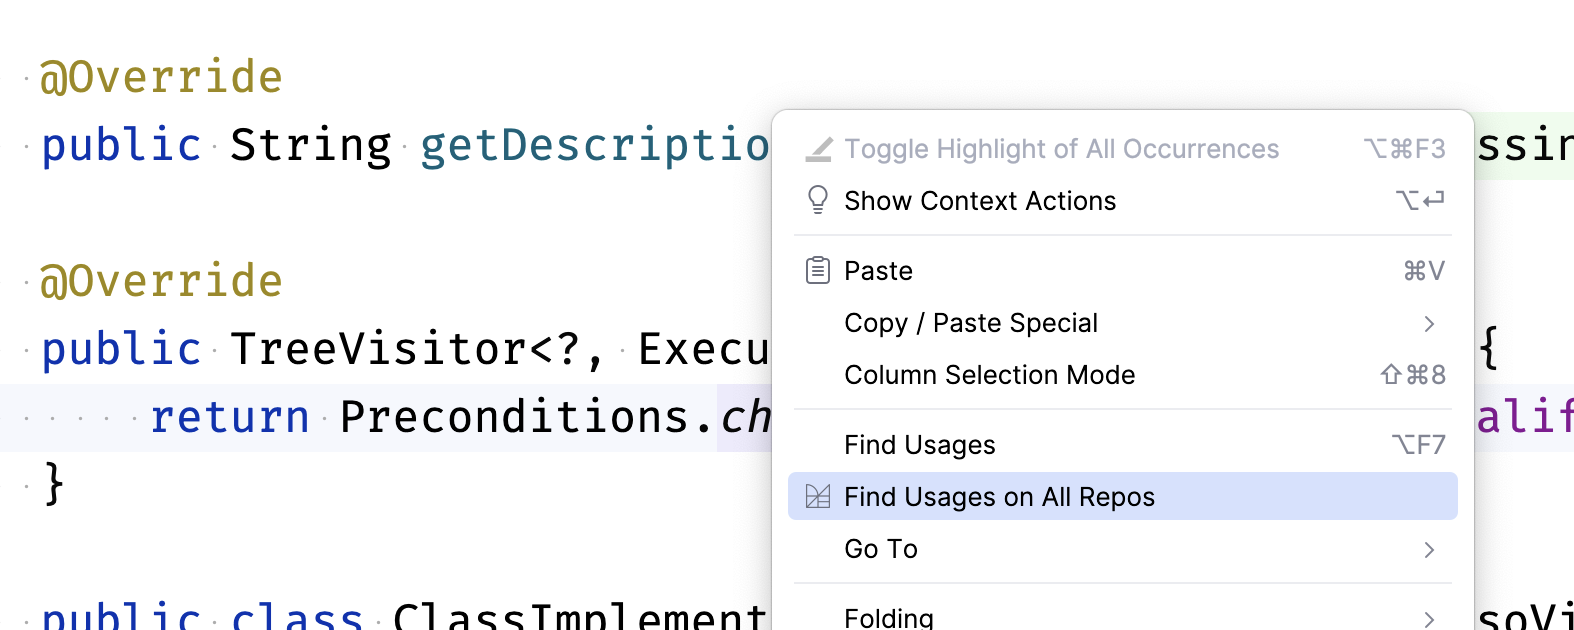 @Override
public String getDescriptio
ssin
Toggle Highlight of All Occurrences ⌥⌘F3
Show Context Actions ⌥⏎
@Override
Paste ⌘V
Copy / Paste Special
public TreeVisitor<?, Execu
{
Column Selection Mode ⇧⌘8
return Preconditions.ch
alif
Find Usages ⌥F7
}
Find Usages on All Repos
Go To
public class ClassImplement
soVi
Folding